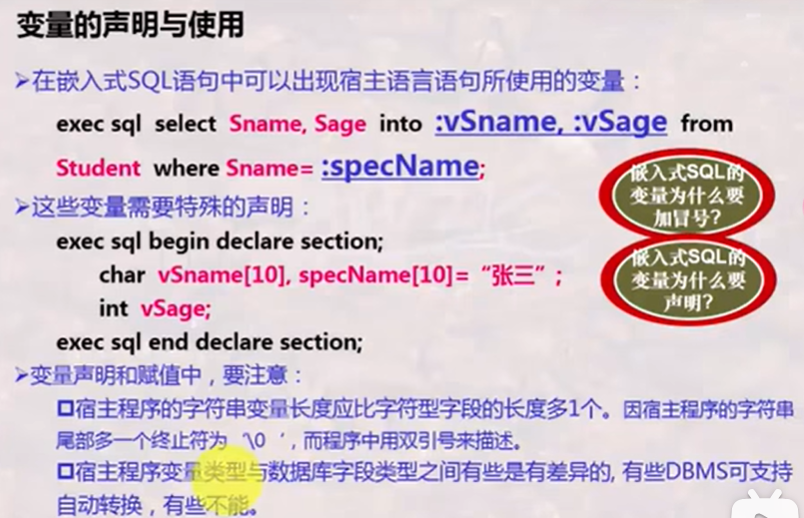 变量的声明与使用
➢在嵌入式SQL语句中可以出现宿主语言语句所使用的变量：
exec sql select Sname, Sage into :vSname, :vSage from
Student where Sname= :specName;
嵌入式SQL的
变量为什么要
加冒号？
➢这些变量需要特殊的声明：
exec sql begin declare section;
char vSname[10], specName[10]=“张三”;
int vSage;
exec sql end declare section;
嵌入式SQL的
变量为什么要
声明？
➢变量声明和赋值中，要注意：
宿主程序的字符串变量长度应比字符型字段的长度多1个。因宿主程序的字符串
尾部多一个终止符为‘\0‘，而程序中用双引号来描述。
宿主程序变量类型与数据库字段类型之间有些是有差异的, 有些DBMS可支持
自动转换，有些不能。